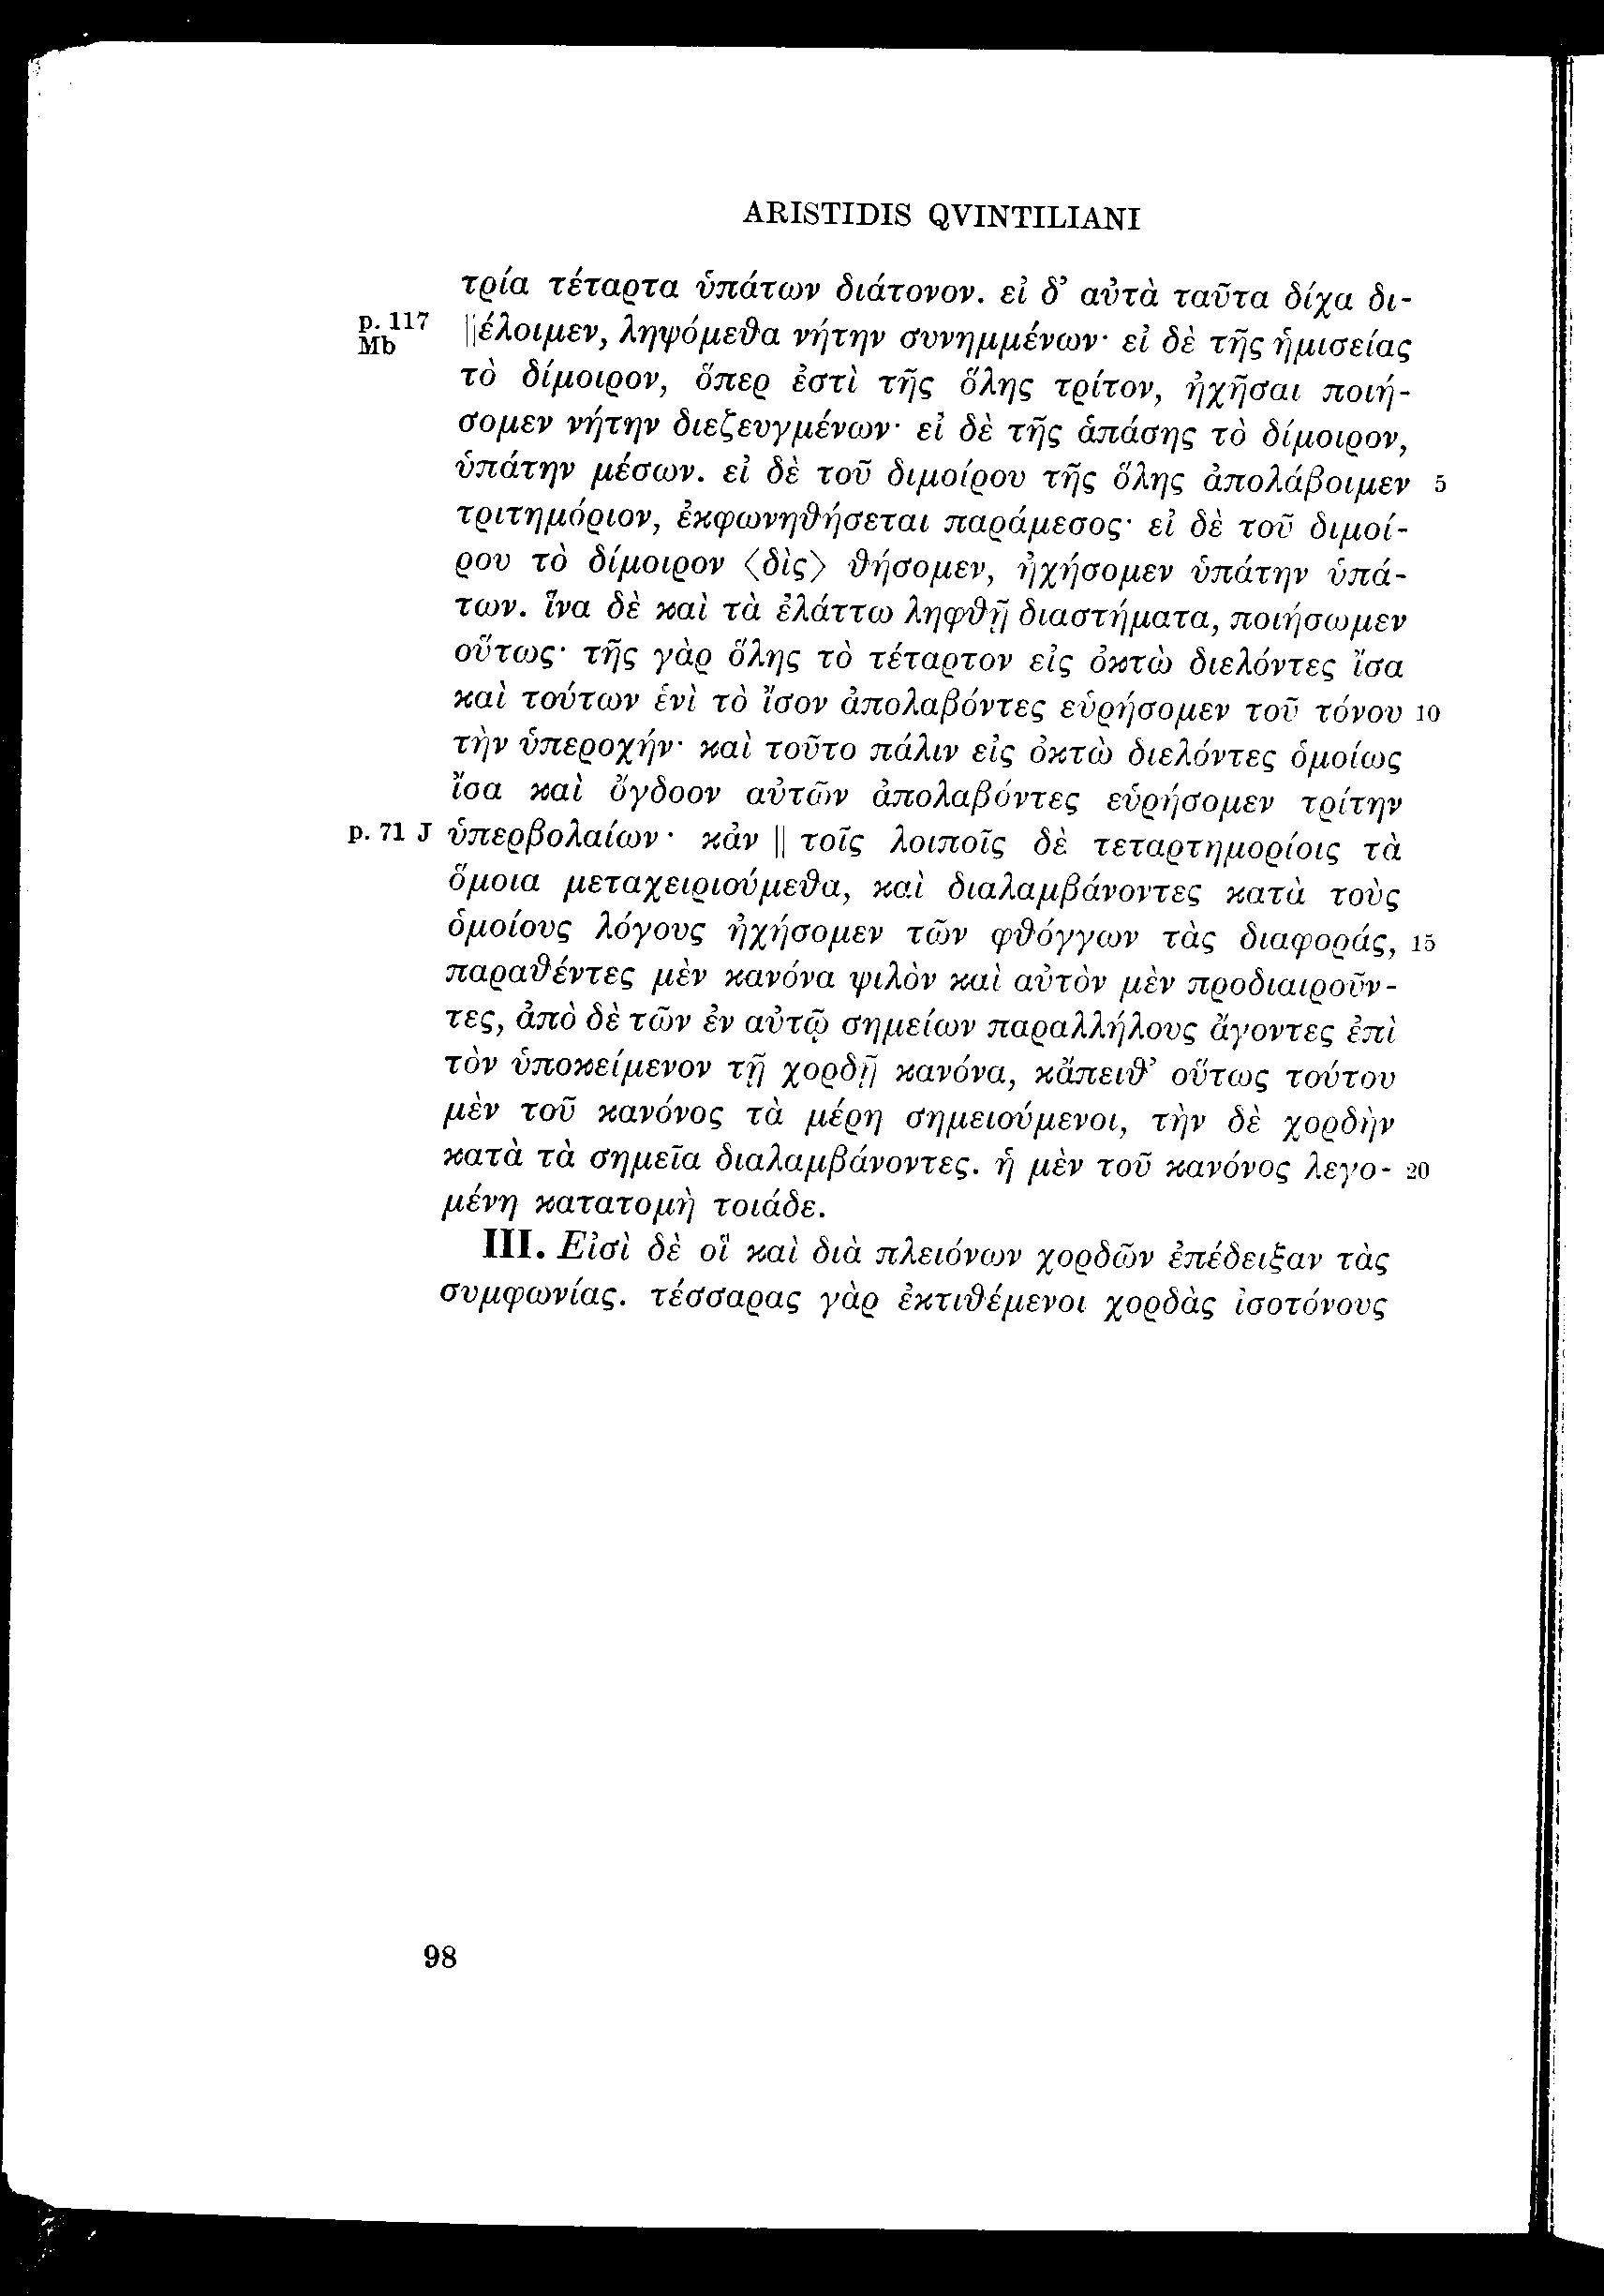 ARISTIDIS QVINTILIANI
τρία τέταρτα ὑπάτων διάτονον. εἰ δ’ αὐτὰ ταῦτα δίχα δι-
p. 117 Mb ||έλοιμεν, ληψόμεθα νήτην συνημμένων· εἰ δὲ τῆς ἡμισείας
τὸ δίμοιρον, ὅπερ ἐστὶ τῆς ὅλης τρίτον, ἠχῆσαι ποιή-
σομεν νήτην διεζευγμένων· εἰ δὲ τῆς ἁπάσης τὸ δίμοιρον,
ὑπάτην μέσων. εἰ δὲ τοῦ διμοίρου τῆς ὅλης ἀπολάβοιμεν 5
τριτημόριον, ἐκφωνηθήσεται παράμεσος· εἰ δὲ τοῦ διμοί-
ρου τὸ δίμοιρον ⟨δὶς⟩ θήσομεν, ἠχήσομεν ὑπάτην ὑπά-
των. ἵνα δὲ καὶ τὰ ἐλάττω ληφθῇ διαστήματα, ποιήσωμεν
οὕτως· τῆς γὰρ ὅλης τὸ τέταρτον εἰς ὀκτὼ διελόντες ἴσα
καὶ τούτων ἑνὶ τὸ ἴσον ἀπολαβόντες εὑρήσομεν τοῦ τόνου 10
τὴν ὑπεροχήν· καὶ τοῦτο πάλιν εἰς ὀκτὼ διελόντες ὁμοίως
ἴσα καὶ ὄγδοον αὐτῶν ἀπολαβόντες εὑρήσομεν τρίτην
p. 71 J ὑπερβολαίων· κἀν || τοῖς λοιποῖς δὲ τεταρτημορίοις τὰ
ὅμοια μεταχειριούμεθα, καὶ διαλαμβάνοντες κατὰ τοὺς
ὁμοίους λόγους ἠχήσομεν τῶν φθόγγων τὰς διαφοράς, 15
παραθέντες μὲν κανόνα ψιλὸν καὶ αὐτὸν μὲν προδιαιροῦν-
τες, ἀπὸ δὲ τῶν ἐν αὐτῷ σημείων παραλλήλους ἄγοντες ἐπὶ
τὸν ὑποκείμενον τῇ χορδῇ κανόνα, κἄπειθ’ οὕτως τούτου
μὲν τοῦ κανόνος τὰ μέρη σημειούμενοι, τὴν δὲ χορδὴν
κατὰ τὰ σημεῖα διαλαμβάνοντες. ἡ μὲν τοῦ κανόνος λεγο- 20
μένη κατατομὴ τοιάδε.
III. Εἰσὶ δὲ οἳ καὶ διὰ πλειόνων χορδῶν ἐπέδειξαν τὰς
συμφωνίας. τέσσαρας γὰρ ἐκτιθέμενοι χορδὰς ἰσοτόνους
98